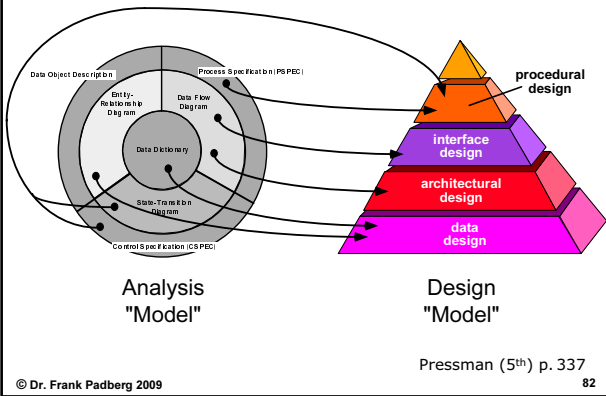 Data Object Description
Process Specification (PSPEC)
Entity-
Relationship
Diagram
Data Flow
Diagram
Data Dictionary
State-Transition
Diagram
Control Specification (CSPEC)
procedural
design
interface
design
architectural
design
data
design
Analysis
"Model"
Design
"Model"
Pressman (5th) p. 337
© Dr. Frank Padberg 2009
82